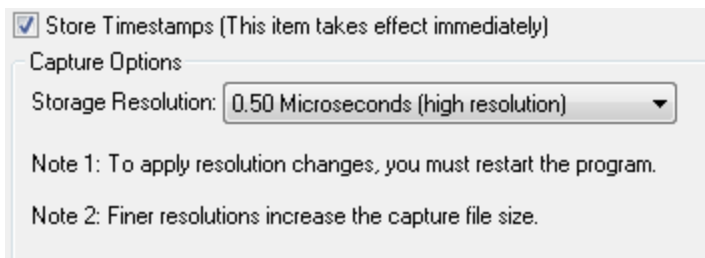 Store Timestamps (This item takes effect immediately)
Capture Options
Storage Resolution: 0.50 Microseconds (high resolution)
Note 1: To apply resolution changes, you must restart the program.
Note 2: Finer resolutions increase the capture file size.